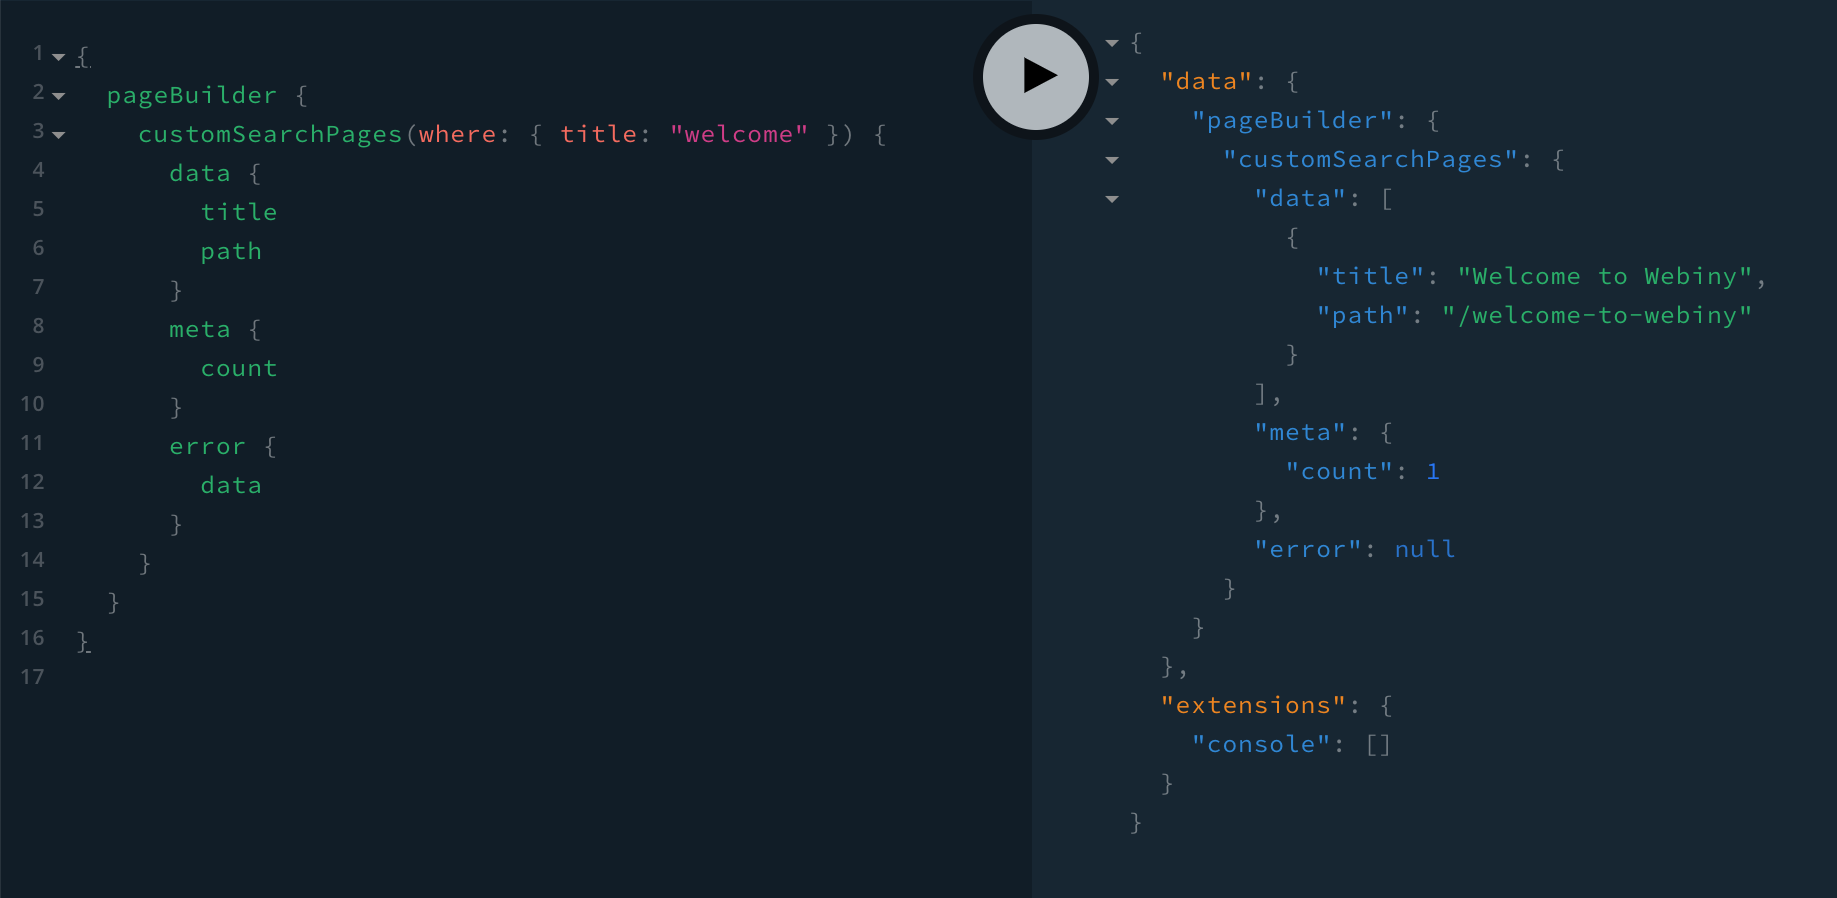 1 {
2   pageBuilder {
3     customSearchPages(where: { title: "welcome" }) {
4       data {
5         title
6         path
7       }
8       meta {
9         count
10       }
11       error {
12         data
13       }
14     }
15   }
16 }
17
{
  "data": {
    "pageBuilder": {
      "customSearchPages": {
        "data": [
          {
            "title": "Welcome to Webiny",
            "path": "/welcome-to-webiny"
          }
        ],
        "meta": {
          "count": 1
        },
        "error": null
      }
    }
  },
  "extensions": {
    "console": []
  }
}